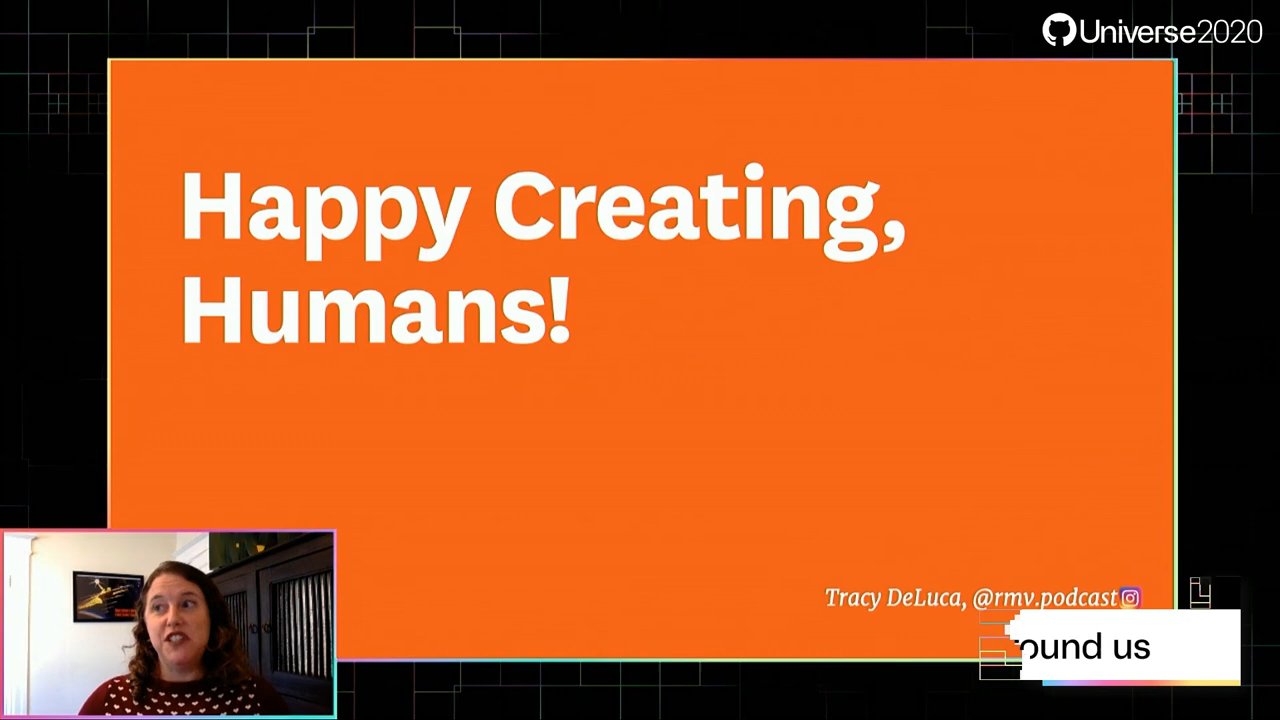 Universe2020
Happy Creating,
Humans!
Tracy DeLuca, @rmv.podcast
ound us